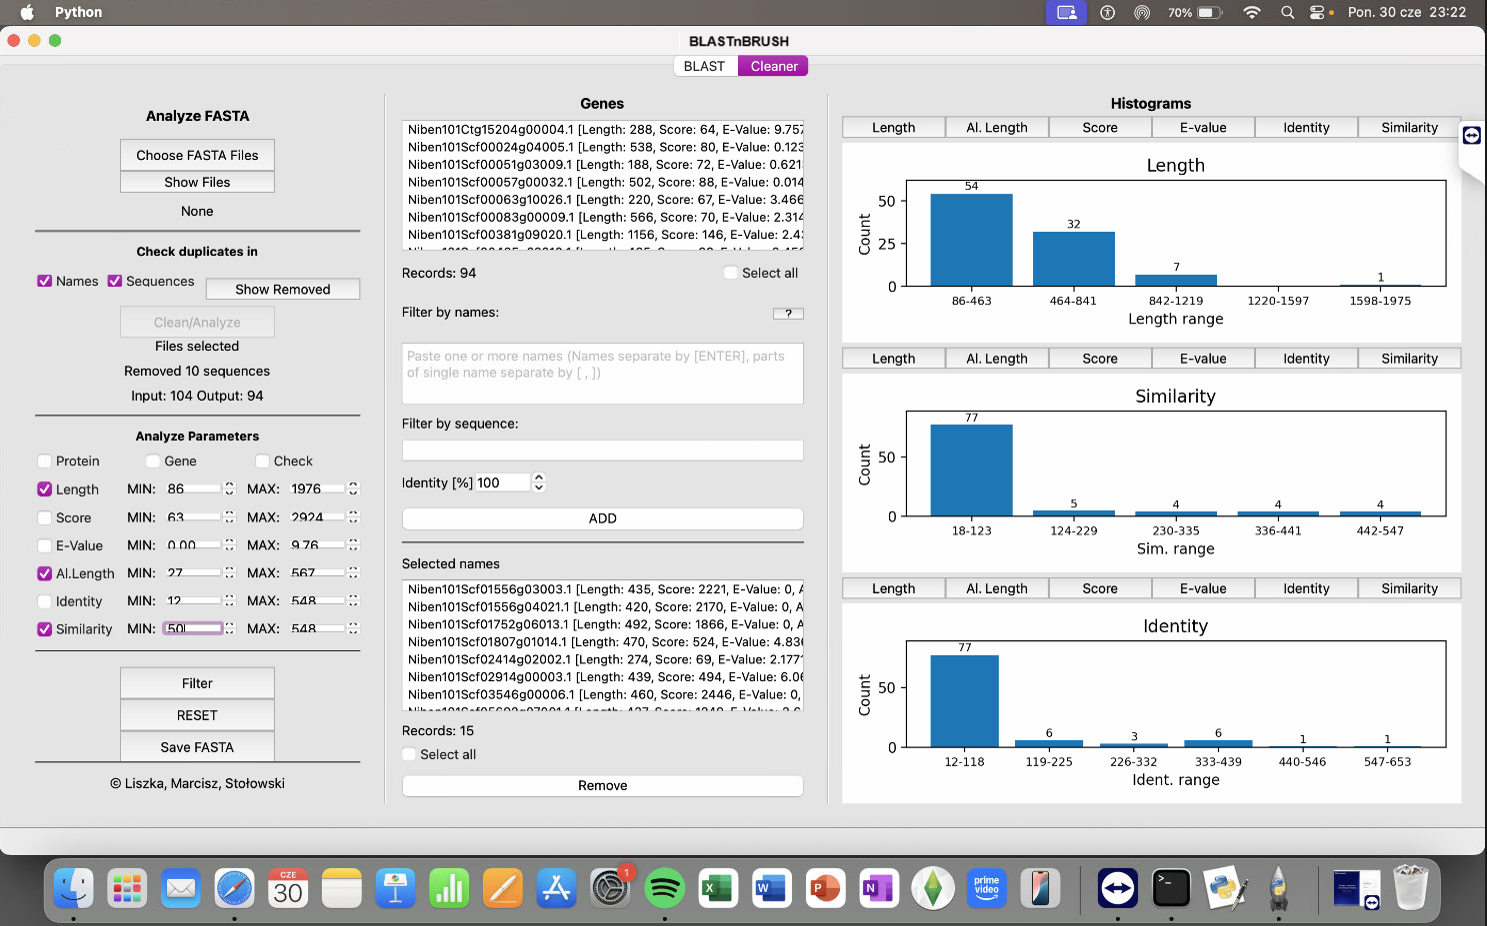 Python
70%
Pon. 30 cze 23:22
BLASTnBRUSH
BLAST Cleaner
Analyze FASTA
Choose FASTA Files
Show Files
None
Check duplicates in
Names Sequences Show Removed
Clean/Analyze
Files selected
Removed 10 sequences
Input: 104 Output: 94
Analyze Parameters
Protein Gene Check
Length MIN: 86 MAX: 1976
Score MIN: 63 MAX: 2924
E-Value MIN: 0.00 MAX: 9.76
Al.Length MIN: 27 MAX: 567
Identity MIN: 12 MAX: 548
Similarity MIN: 50 MAX: 548
Filter
RESET
Save FASTA
© Liszka, Marcisz, Stołowski
Genes
Niben101Ctg15204g00004.1 [Length: 288, Score: 64, E-Value: 9.757
Niben101Scf00024g04005.1 [Length: 538, Score: 80, E-Value: 0.123
Niben101Scf00051g03009.1 [Length: 188, Score: 72, E-Value: 0.621
Niben101Scf00057g00032.1 [Length: 502, Score: 88, E-Value: 0.014
Niben101Scf00063g10026.1 [Length: 220, Score: 67, E-Value: 3.466
Niben101Scf00083g00009.1 [Length: 566, Score: 70, E-Value: 2.314
Niben101Scf00381g09020.1 [Length: 1156, Score: 146, E-Value: 2.43
Records: 94 Select all
Filter by names: ?
Paste one or more names (Names separate by [ENTER], parts
of single name separate by [ , ])
Filter by sequence:
Identity [%] 100
ADD
Selected names
Niben101Scf01556g03003.1 [Length: 435, Score: 2221, E-Value: 0, A
Niben101Scf01556g04021.1 [Length: 420, Score: 2170, E-Value: 0, A
Niben101Scf01752g06013.1 [Length: 492, Score: 1866, E-Value: 0, A
Niben101Scf01807g01014.1 [Length: 470, Score: 524, E-Value: 4.836
Niben101Scf02414g02002.1 [Length: 274, Score: 69, E-Value: 2.1771
Niben101Scf02914g00003.1 [Length: 439, Score: 494, E-Value: 6.06
Niben101Scf03546g00006.1 [Length: 460, Score: 2446, E-Value: 0,
Records: 15
Select all
Remove
Histograms
Length Al. Length Score E-value Identity Similarity
Length
Count
50
25
0
54
32
7
1
86-463 464-841 842-1219 1220-1597 1598-1975
Length range
Length Al. Length Score E-value Identity Similarity
Similarity
Count
50
0
77
5
4
4
4
18-123 124-229 230-335 336-441 442-547
Sim. range
Length Al. Length Score E-value Identity Similarity
Identity
Count
50
0
77
6
3
6
1
1
12-118 119-225 226-332 333-439 440-546 547-653
Ident. range
CZE
30
1
X
W
P
N
prime
video